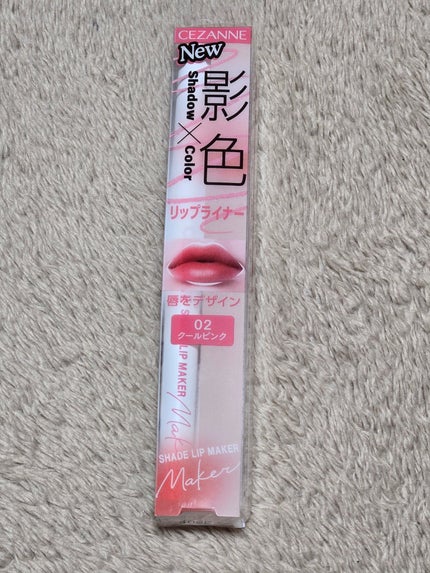 CEZANNE
New
影色
Shadow × Color
リップライナー
唇をデザイン
02
クールピンク
SHADE LIP MAKER
Maker